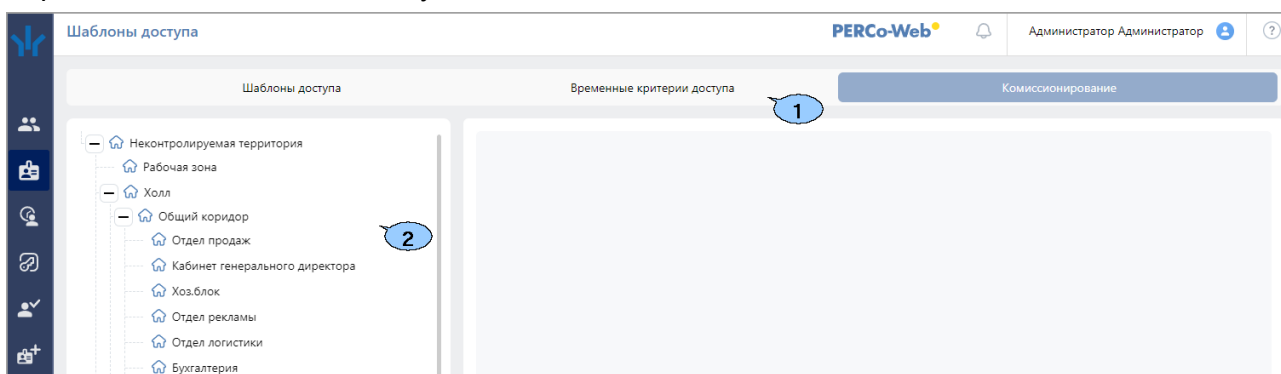 Шаблоны доступа
PERCo-Web
Администратор Администратор
?
Шаблоны доступа
Временные критерии доступа
Комиссионирование
1
Неконтролируемая территория
Рабочая зона
Холл
Общий коридор
2
Отдел продаж
Кабинет генерального директора
Хоз.блок
Отдел рекламы
Отдел логистики
Бухгалтерия